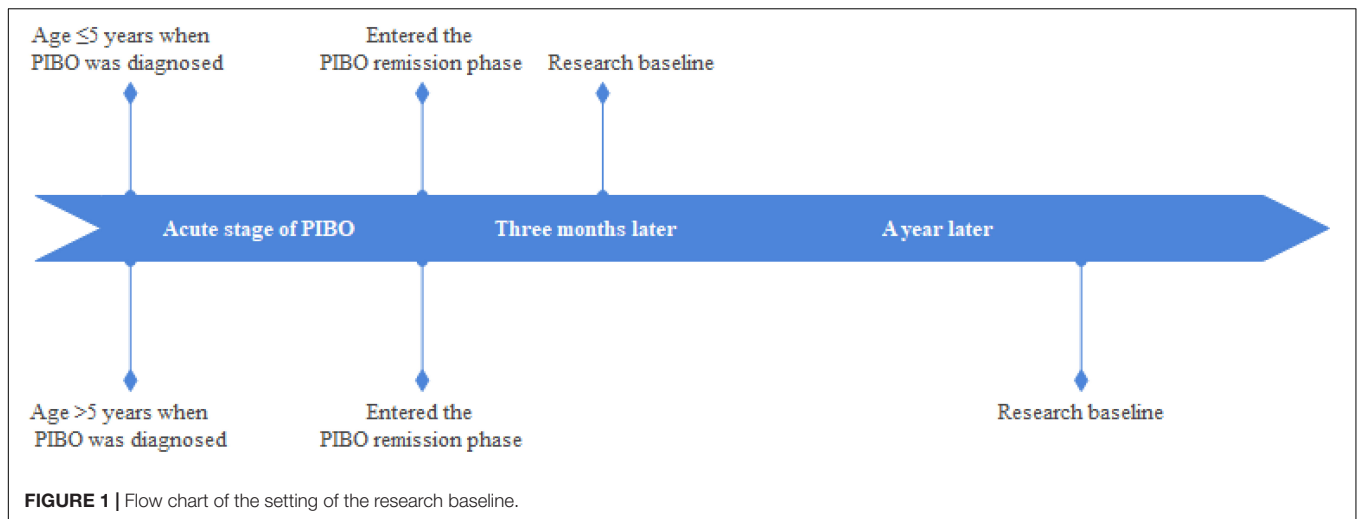 Age ≤5 years when
PIBO was diagnosed
Entered the
PIBO remission phase
Research baseline
Acute stage of PIBO
Three months later
A year later
Age >5 years when
PIBO was diagnosed
Entered the
PIBO remission phase
Research baseline
FIGURE 1 | Flow chart of the setting of the research baseline.